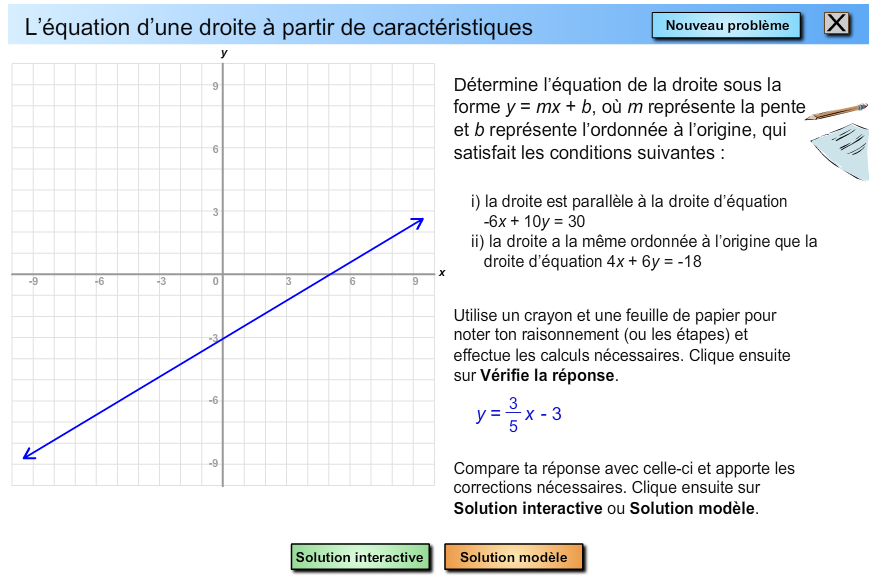 L’équation d’une droite à partir de caractéristiques
Nouveau problème
X
y
9
6
3
-9 -6 -3 0 3 6 9 x
-3
-6
-9
Détermine l’équation de la droite sous la
forme y = mx + b, où m représente la pente
et b représente l’ordonnée à l’origine, qui
satisfait les conditions suivantes :
i) la droite est parallèle à la droite d’équation
-6x + 10y = 30
ii) la droite a la même ordonnée à l’origine que la
droite d’équation 4x + 6y = -18
Utilise un crayon et une feuille de papier pour
noter ton raisonnement (ou les étapes) et
effectue les calculs nécessaires. Clique ensuite
sur Vérifie la réponse.
y = 3/5 x - 3
Compare ta réponse avec celle-ci et apporte les
corrections nécessaires. Clique ensuite sur
Solution interactive ou Solution modèle.
Solution interactive
Solution modèle